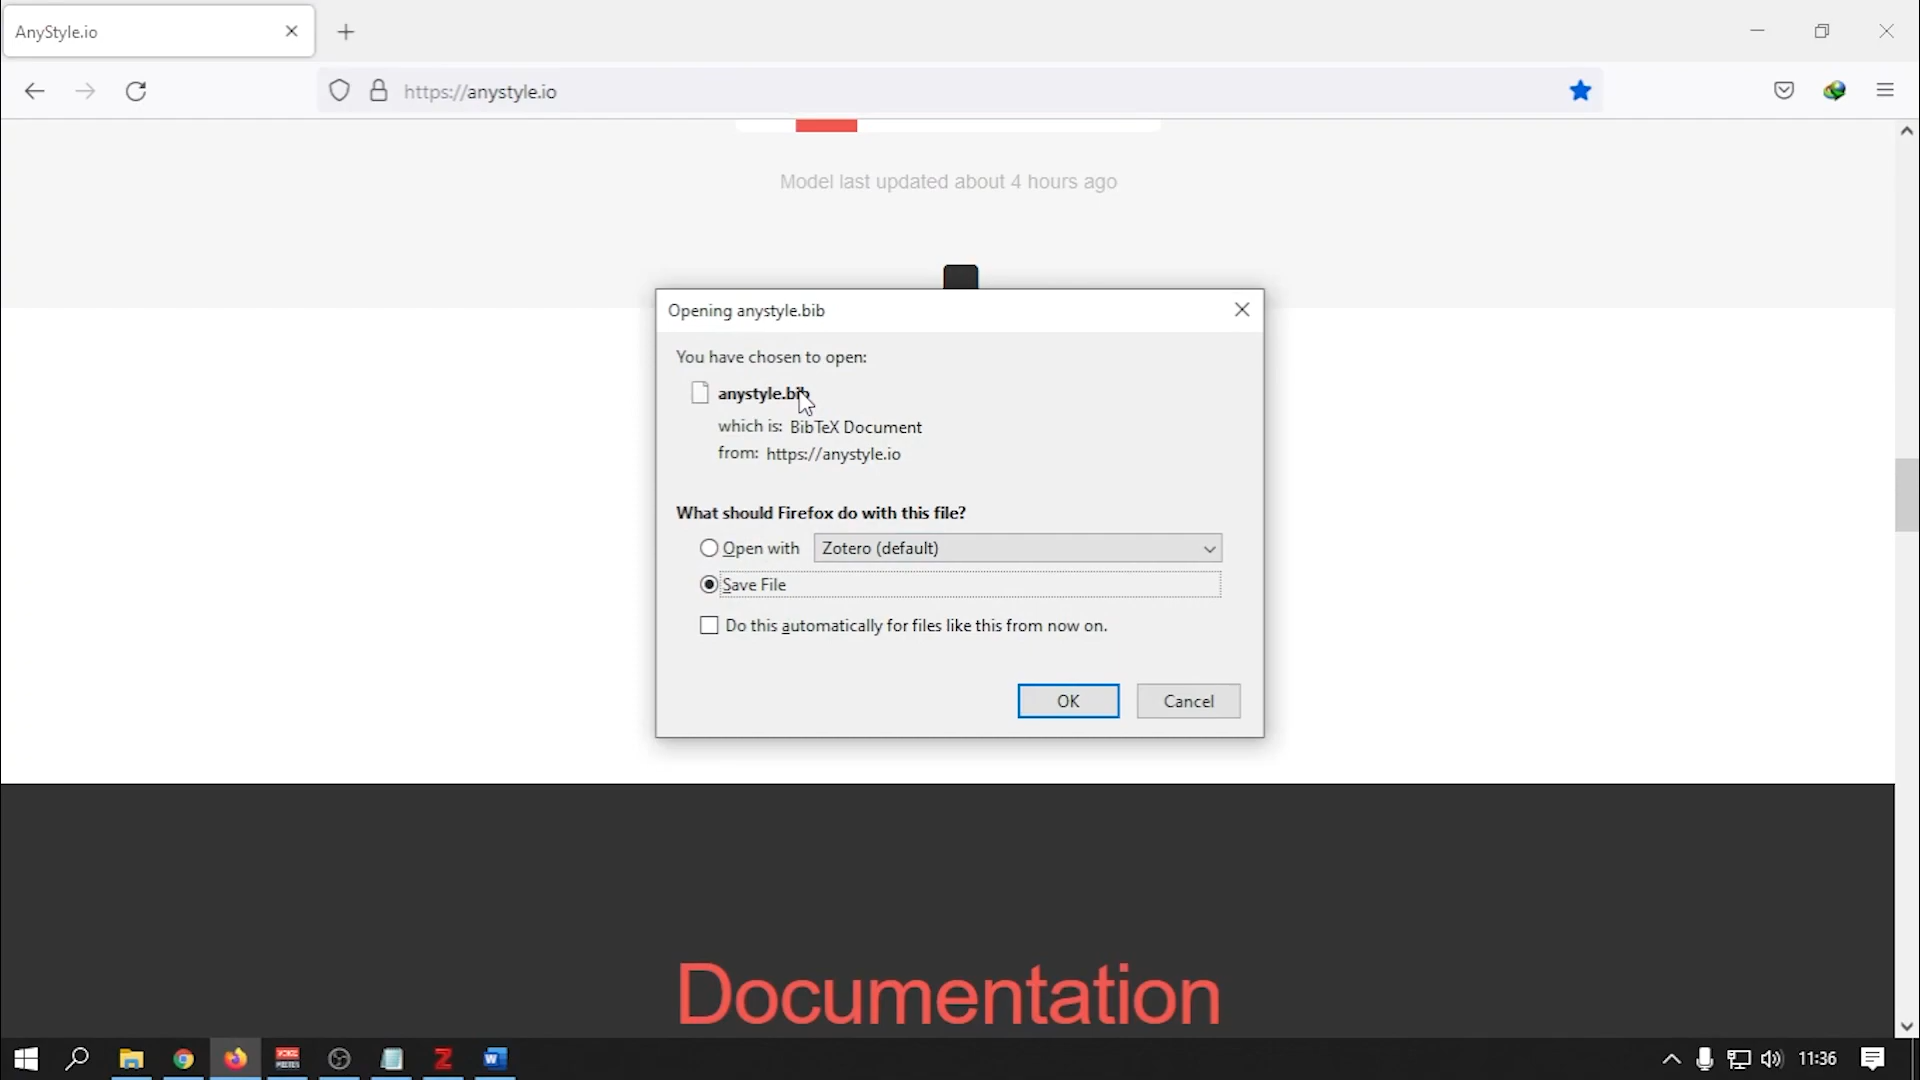 AnyStyle.io
https://anystyle.io
Model last updated about 4 hours ago
Opening anystyle.bib
You have chosen to open:
anystyle.bib
which is: BibTeX Document
from: https://anystyle.io
What should Firefox do with this file?
Open with Zotero (default)
Save File
Do this automatically for files like this from now on.
OK Cancel
Documentation
11:36